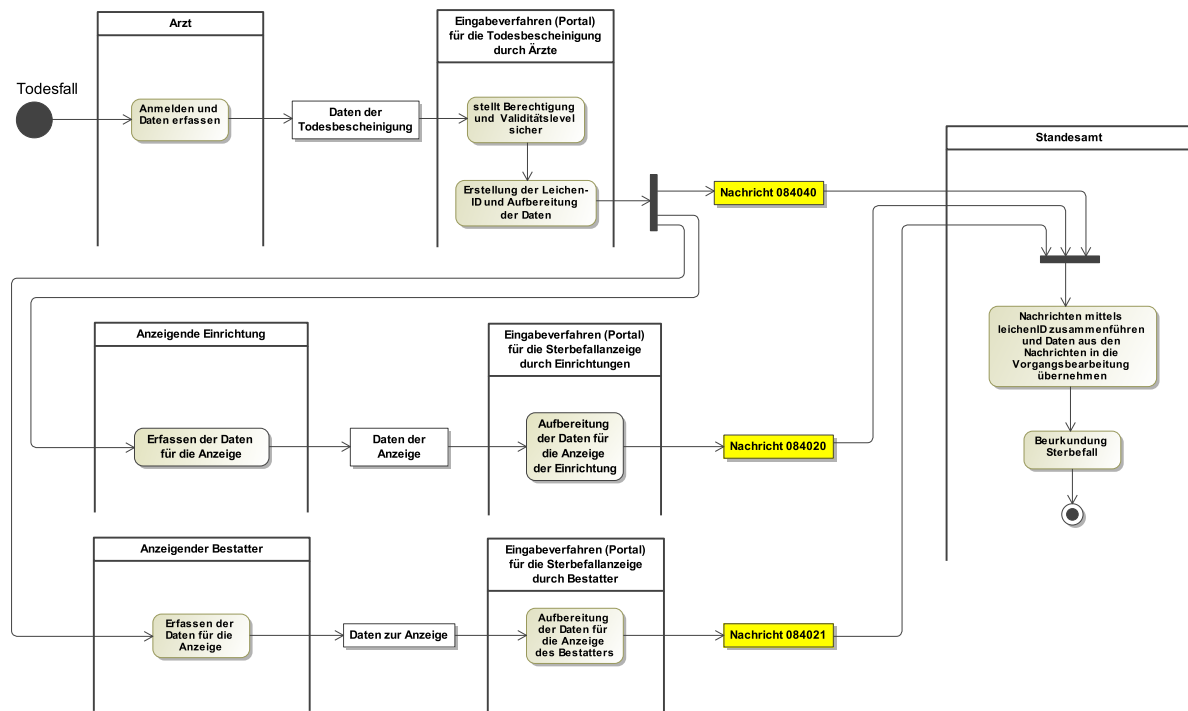 Arzt
Eingabeverfahren (Portal)
für die Todesbescheinigung
durch Ärzte
Todesfall
Anmelden und
Daten erfassen
Daten der
Todesbescheinigung
stellt Berechtigung
und Validitätslevel
sicher
Erstellung der Leichen-
ID und Aufbereitung
der Daten
Nachricht 084040
Standesamt
Nachrichten mittels
leichenID zusammenführen
und Daten aus den
Nachrichten in die
Vorgangsbearbeitung
übernehmen
Beurkundung
Sterbefall
Anzeigende Einrichtung
Eingabeverfahren (Portal)
für die Sterbefallanzeige
durch Einrichtungen
Erfassen der Daten
für die Anzeige
Daten der
Anzeige
Aufbereitung
der Daten für
die Anzeige
der Einrichtung
Nachricht 084020
Anzeigender Bestatter
Eingabeverfahren (Portal)
für die Sterbefallanzeige
durch Bestatter
Erfassen der
Daten für die
Anzeige
Daten zur Anzeige
Aufbereitung
der Daten für
die Anzeige
des Bestatters
Nachricht 084021